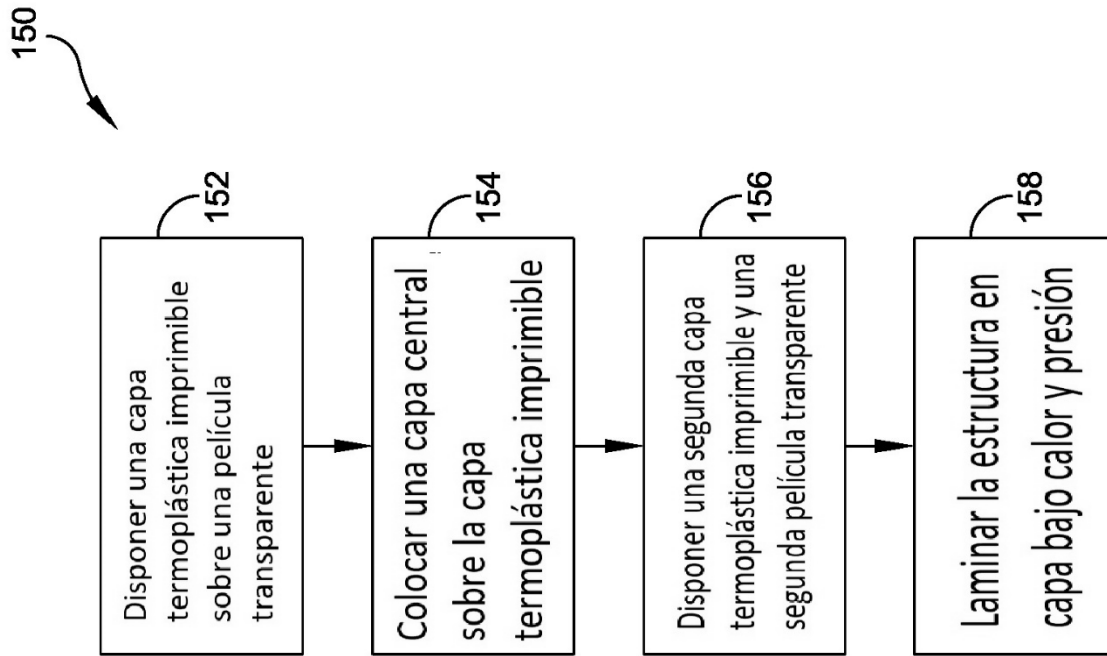 150
152
Disponer una capa
termoplástica imprimible
sobre una película
transparente
154
Colocar una capa central
sobre la capa
termoplástica imprimible
156
Disponer una segunda capa
termoplástica imprimible y una
segunda película transparente
158
Laminar la estructura en
capa bajo calor y presión